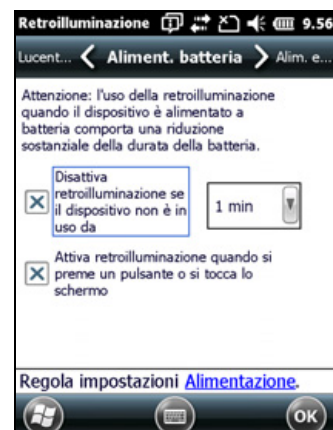 Retroilluminazione 9.56
Lucent... Aliment. batteria Alim. e...
Attenzione: l'uso della retroilluminazione
quando il dispositivo è alimentato a
batteria comporta una riduzione
sostanziale della durata della batteria.
Disattiva
retroilluminazione se
il dispositivo non è in
uso da
1 min
Attiva retroilluminazione quando si
preme un pulsante o si tocca lo
schermo
Regola impostazioni Alimentazione.
OK